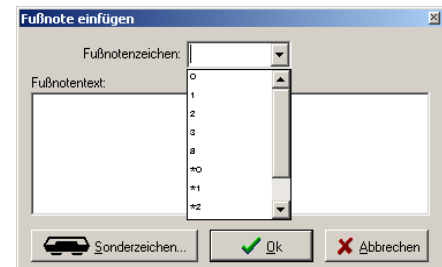 Fußnote einfügen
Fußnotenzeichen:
Fußnotentext:
0
1
2
3
a
*0
*1
*2
Sonderzeichen...
Ok
Abbrechen